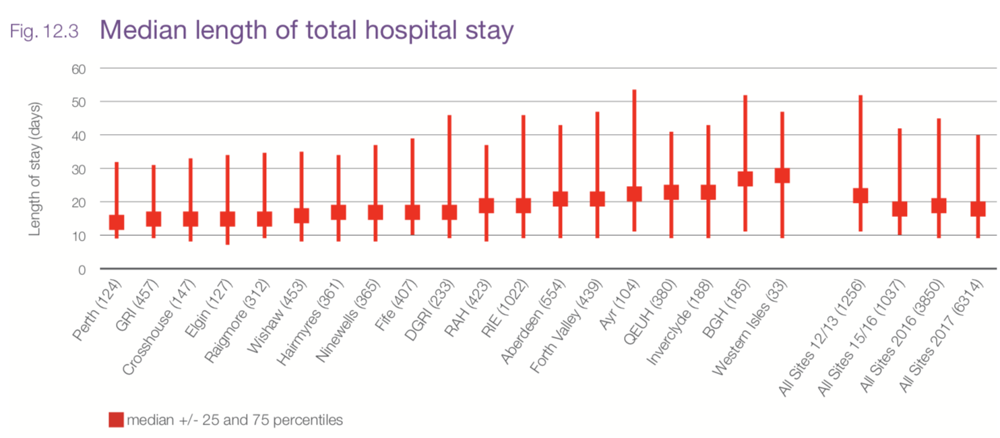 Fig. 12.3 Median length of total hospital stay
Length of stay (days)
60
50
40
30
20
10
0
Perth (124)
GRI (457)
Crosshouse (147)
Elgin (127)
Raigmore (312)
Wishaw (453)
Hairmyres (361)
Ninewells (365)
Fife (407)
DGRI (233)
RAH (423)
RIE (1022)
Aberdeen (554)
Forth Valley (439)
Ayr (104)
QEUH (380)
Inverclyde (188)
BGH (185)
Western Isles (33)
All Sites 12/13 (1256)
All Sites 15/16 (1037)
All Sites 2016 (3850)
All Sites 2017 (6314)
median +/- 25 and 75 percentiles